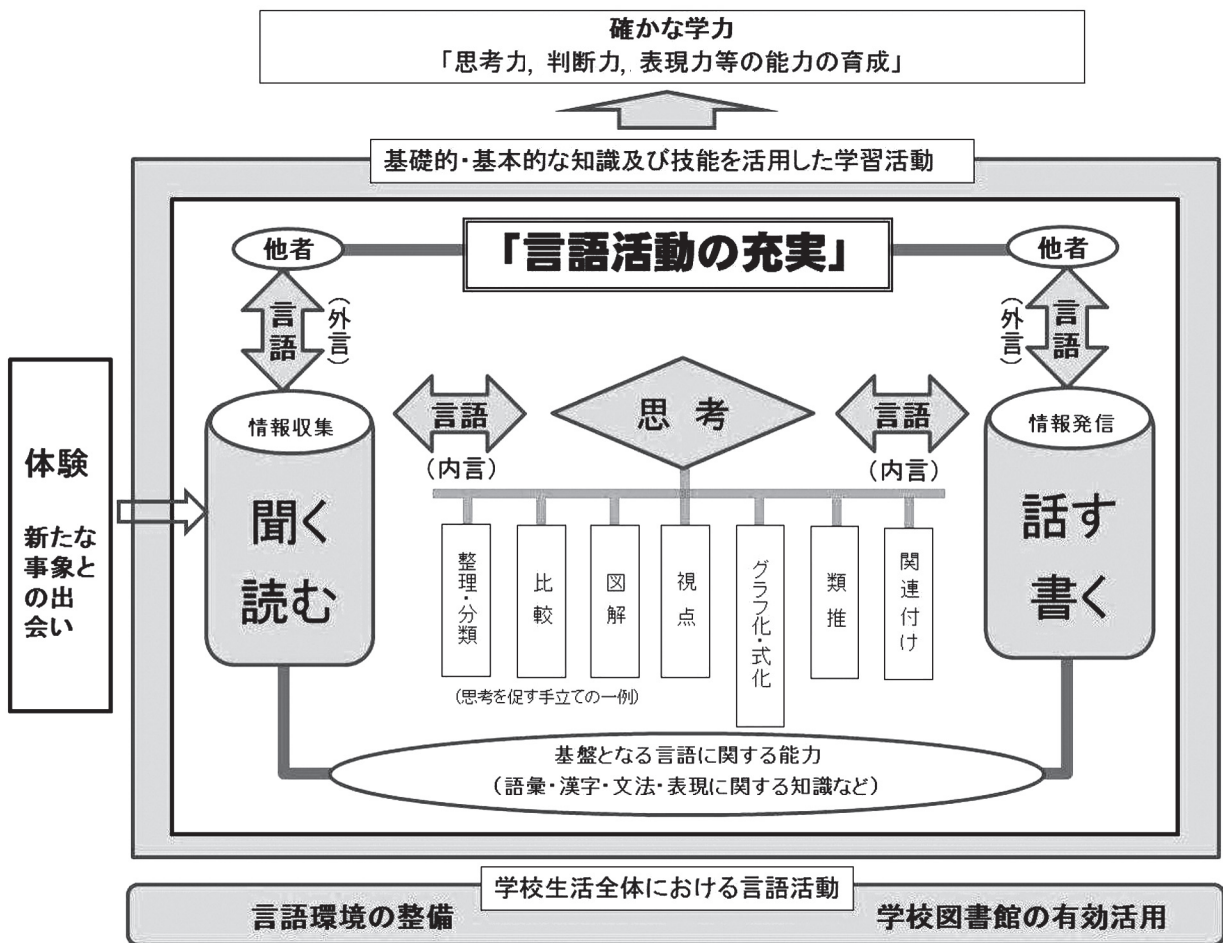 確かな学力
「思考力, 判断力, 表現力等の能力の育成」
基礎的・基本的な知識及び技能を活用した学習活動
「言語活動の充実」
他者
他者
言語
(外言)
(外言)
言語
体験
新たな
事象と
の出
会い
情報収集
聞く
読む
言語
(内言)
思考
言語
(内言)
情報発信
話す
書く
整理・分類
比較
図解
視点
グラフ化・式化
類推
関連付け
(思考を促す手立ての一例)
基盤となる言語に関する能力
(語彙・漢字・文法・表現に関する知識など)
学校生活全体における言語活動
言語環境の整備
学校図書館の有効活用